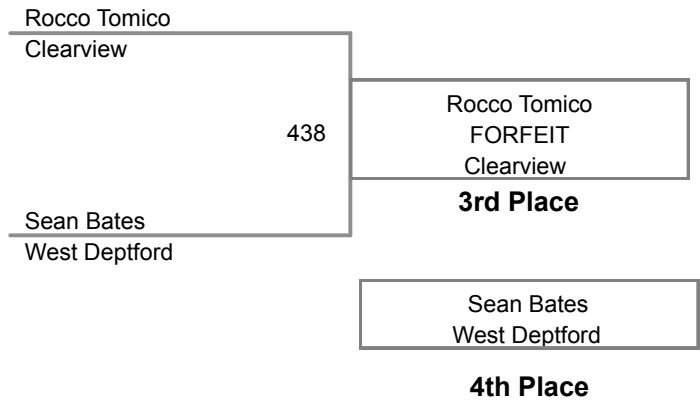 Rocco Tomico
Clearview
438
Rocco Tomico
FORFEIT
Clearview
3rd Place
Sean Bates
West Deptford
Sean Bates
West Deptford
4th Place